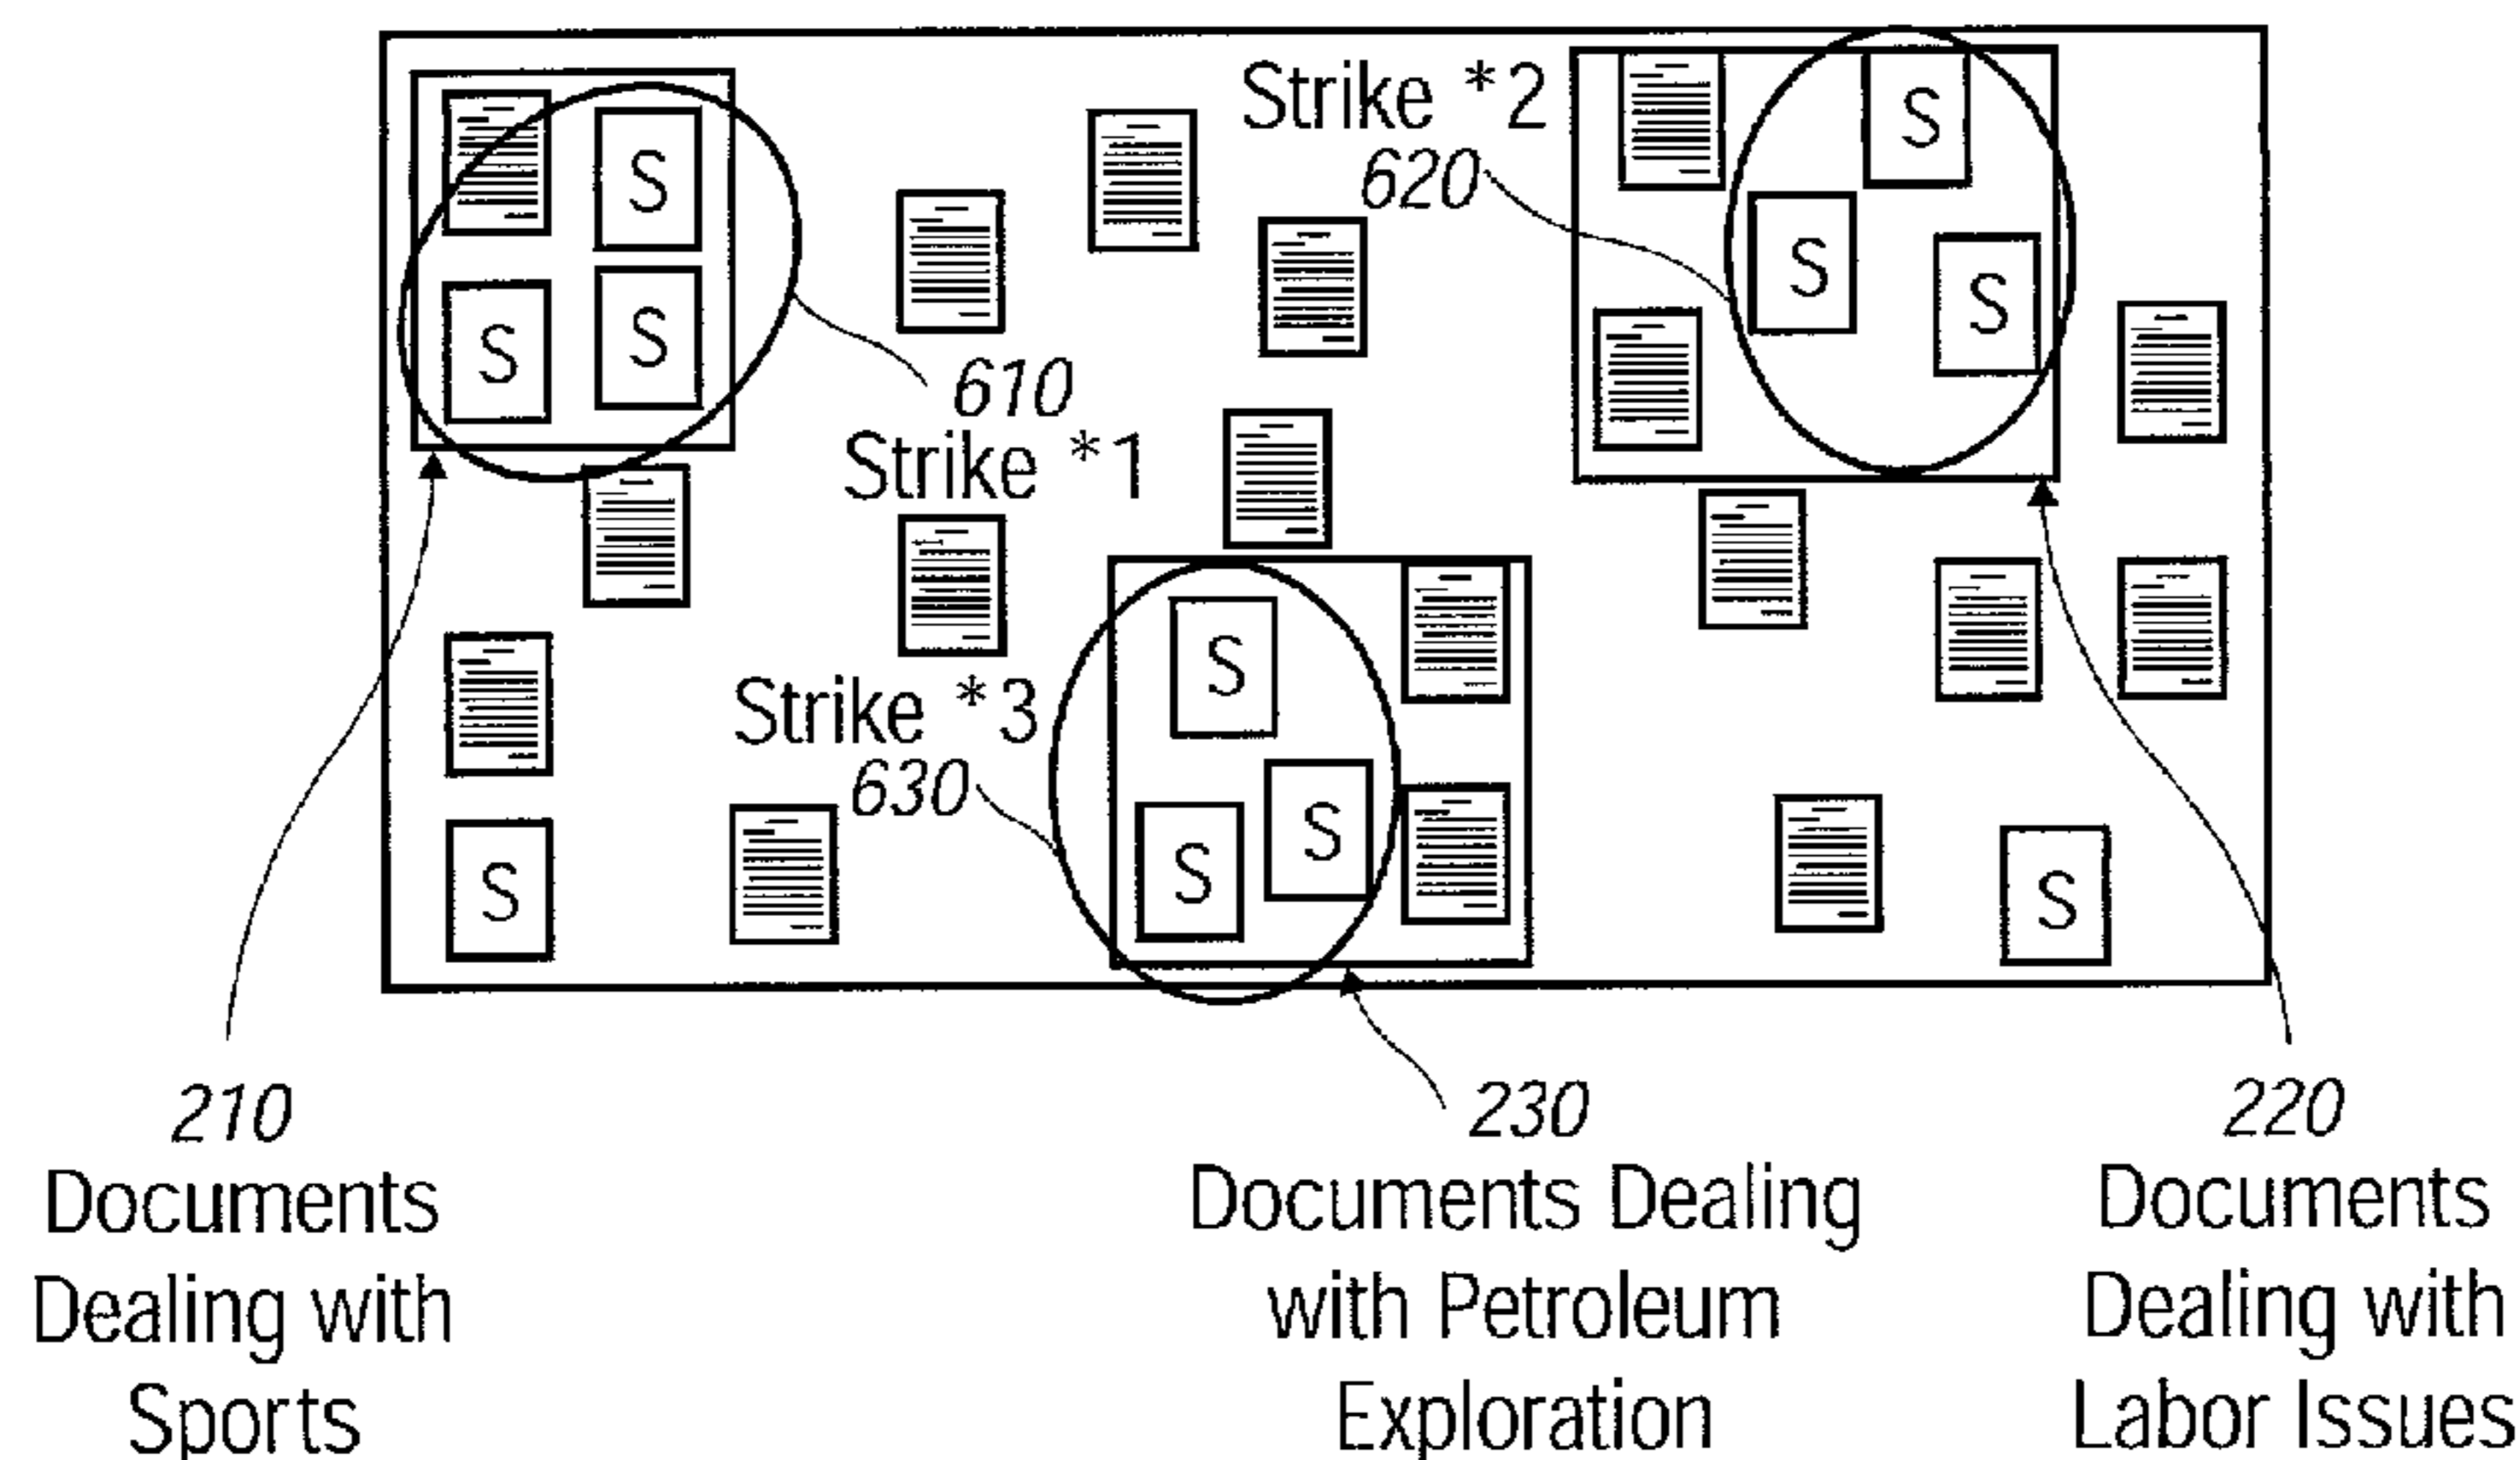 Strike *2
620
S
S
S
S
S
S
610
Strike *1
Strike *3
630
S
S
S
S
S
210
Documents
Dealing with
Sports
230
Documents Dealing
with Petroleum
Exploration
220
Documents
Dealing with
Labor Issues